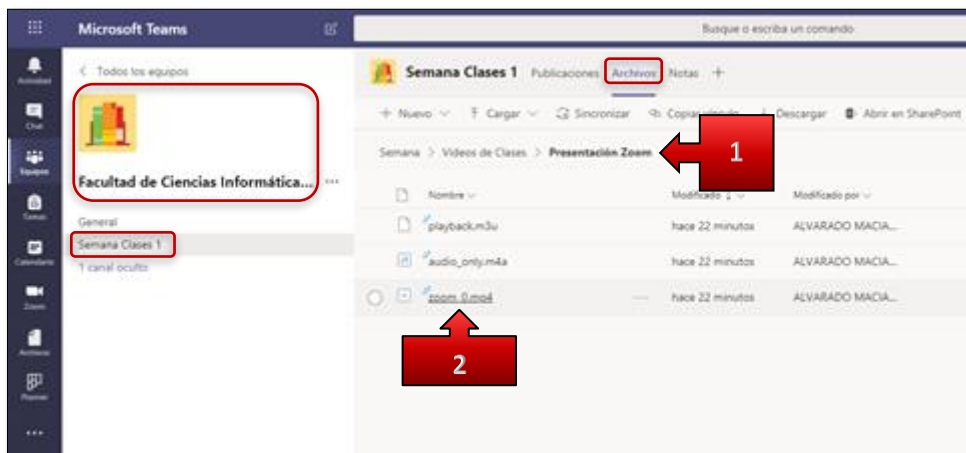 Microsoft Teams
Busque o escriba un comando
Actividad
Chat
Equipos
Tareas
Calendario
Zoom
Archivos
Planner
...
< Todos los equipos
Facultad de Ciencias Informática... ...
General
Semana Clases 1
1 canal oculto
Semana Clases 1 Publicaciones Archivos Notas +
+ Nuevo Cargar Sincronizar Copiar Descargar Abrir en SharePoint
Semana > Videos de Clases > Presentación Zoom
1
Nombre Modificado Modificado por
playback.m3u hace 22 minutos ALVARADO MACIA...
audio_only.m4a hace 22 minutos ALVARADO MACIA...
zoom_0.mp4 ... hace 22 minutos ALVARADO MACIA...
2